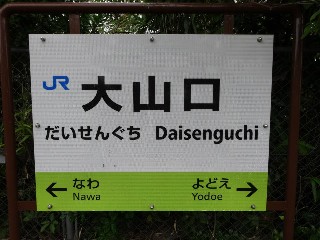 JR 大山口
だいせんぐち Daisenguchi
← なわ よどえ →
Nawa Yodoe